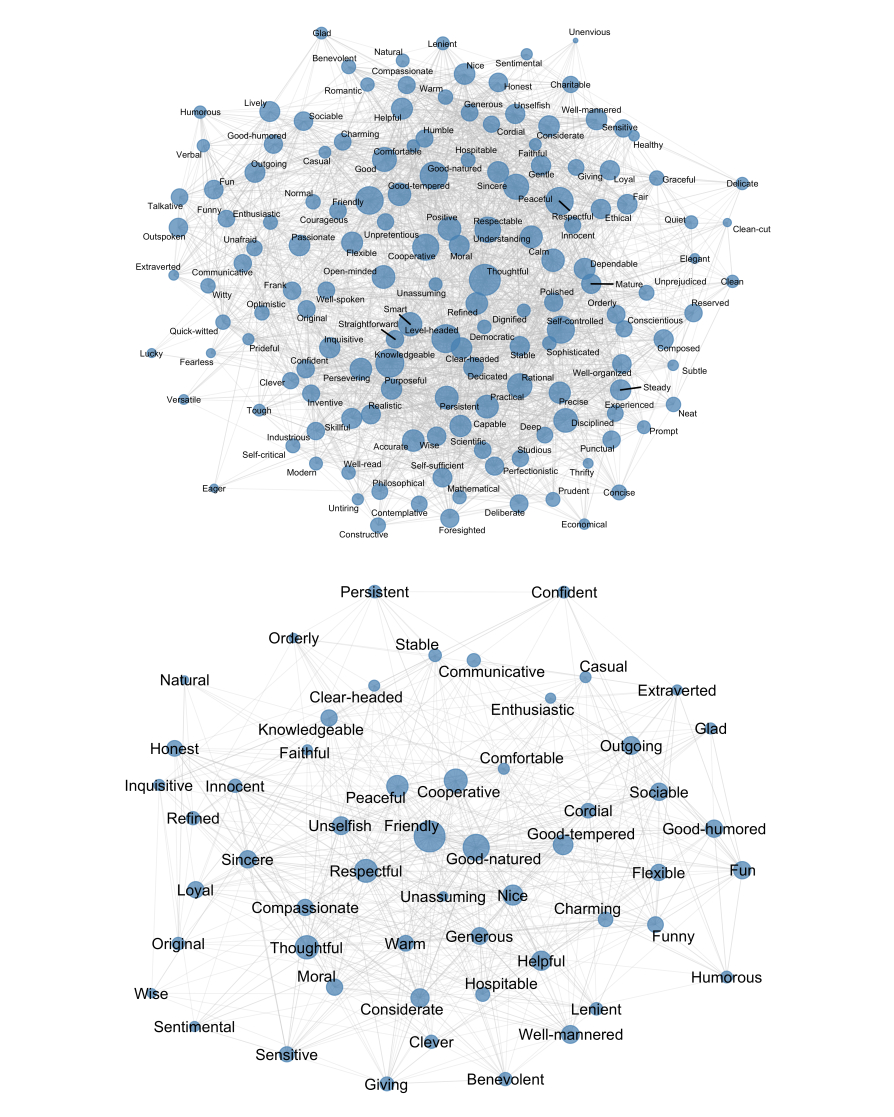 Glad
Unenvious
Natural
Lenient
Benevolent
Sentimental
Compassionate
Nice
Romantic
Warm
Honest
Charitable
Lively
Humorous
Sociable
Helpful
Generous
Unselfish
Well-mannered
Good-humored
Charming
Humble
Cordial
Considerate
Sensitive
Healthy
Verbal
Casual
Comfortable
Hospitable
Faithful
Outgoing
Good
Good-natured
Gentle
Giving
Loyal
Graceful
Delicate
Fun
Good-tempered
Sincere
Talkative
Normal
Friendly
Peaceful
Fair
Funny
Enthusiastic
Courageous
Positive
Respectable
Respectful
Ethical
Quiet
Clean-cut
Outspoken
Unafraid
Passionate
Unpretentious
Understanding
Innocent
Flexible
Cooperative
Moral
Calm
Elegant
Extraverted
Communicative
Open-minded
Thoughtful
Dependable
Unprejudiced
Clean
Witty
Frank
Well-spoken
Unassuming
Polished
Mature
Optimistic
Original
Smart
Refined
Dignified
Orderly
Reserved
Quick-witted
Straightforward
Level-headed
Self-controlled
Conscientious
Prideful
Inquisitive
Democratic
Lucky
Fearless
Confident
Knowledgeable
Clear-headed
Stable
Sophisticated
Composed
Clever
Persevering
Purposeful
Dedicated
Rational
Well-organized
Subtle
Versatile
Inventive
Practical
Precise
Steady
Tough
Realistic
Persistent
Experienced
Neat
Industrious
Skillful
Capable
Deep
Disciplined
Prompt
Self-critical
Accurate
Wise
Scientific
Studious
Punctual
Modern
Well-read
Self-sufficient
Perfectionistic
Thrifty
Eager
Philosophical
Mathematical
Prudent
Concise
Untiring
Contemplative
Deliberate
Constructive
Foresighted
Economical
Persistent
Confident
Orderly
Stable
Communicative
Casual
Natural
Clear-headed
Extraverted
Enthusiastic
Knowledgeable
Glad
Honest
Faithful
Outgoing
Comfortable
Inquisitive
Innocent
Peaceful
Cooperative
Sociable
Refined
Unselfish
Friendly
Cordial
Good-tempered
Good-humored
Sincere
Good-natured
Respectful
Flexible
Fun
Loyal
Unassuming
Nice
Compassionate
Charming
Original
Thoughtful
Warm
Generous
Funny
Helpful
Moral
Hospitable
Humorous
Wise
Considerate
Lenient
Sentimental
Well-mannered
Clever
Sensitive
Giving
Benevolent